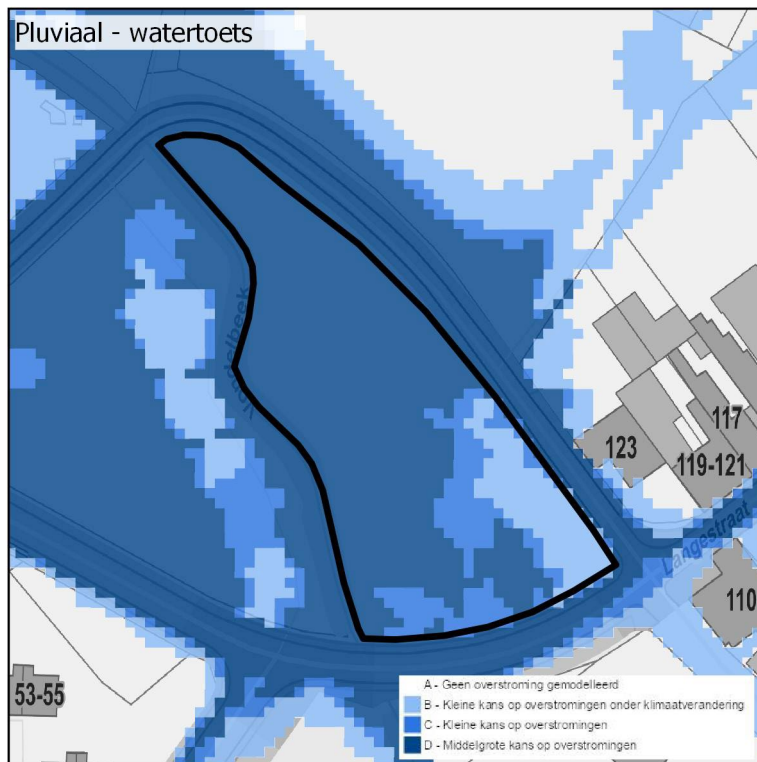 Pluviaal - watertoets
123
117
119-121
Langestraat
110
53-55
A - Geen overstroming gemodelleerd
B - Kleine kans op overstromingen onder klimaatverandering
C - Kleine kans op overstromingen
D - Middelgrote kans op overstromingen